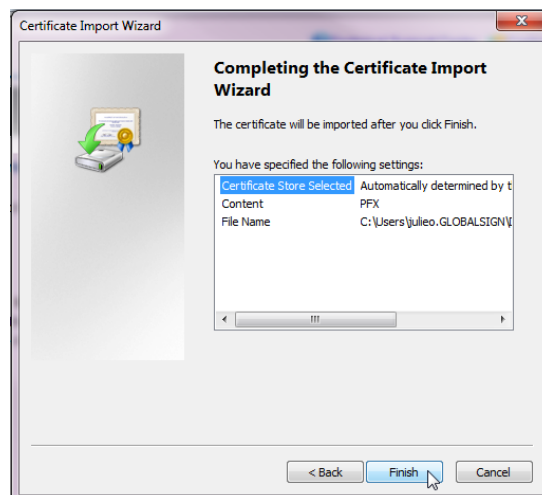 Certificate Import Wizard
Completing the Certificate Import
Wizard
The certificate will be imported after you click Finish.
You have specified the following settings:
Certificate Store Selected Automatically determined by t
Content PFX
File Name C:\Users\julieo.GLOBALSIGN\
< Back Finish Cancel